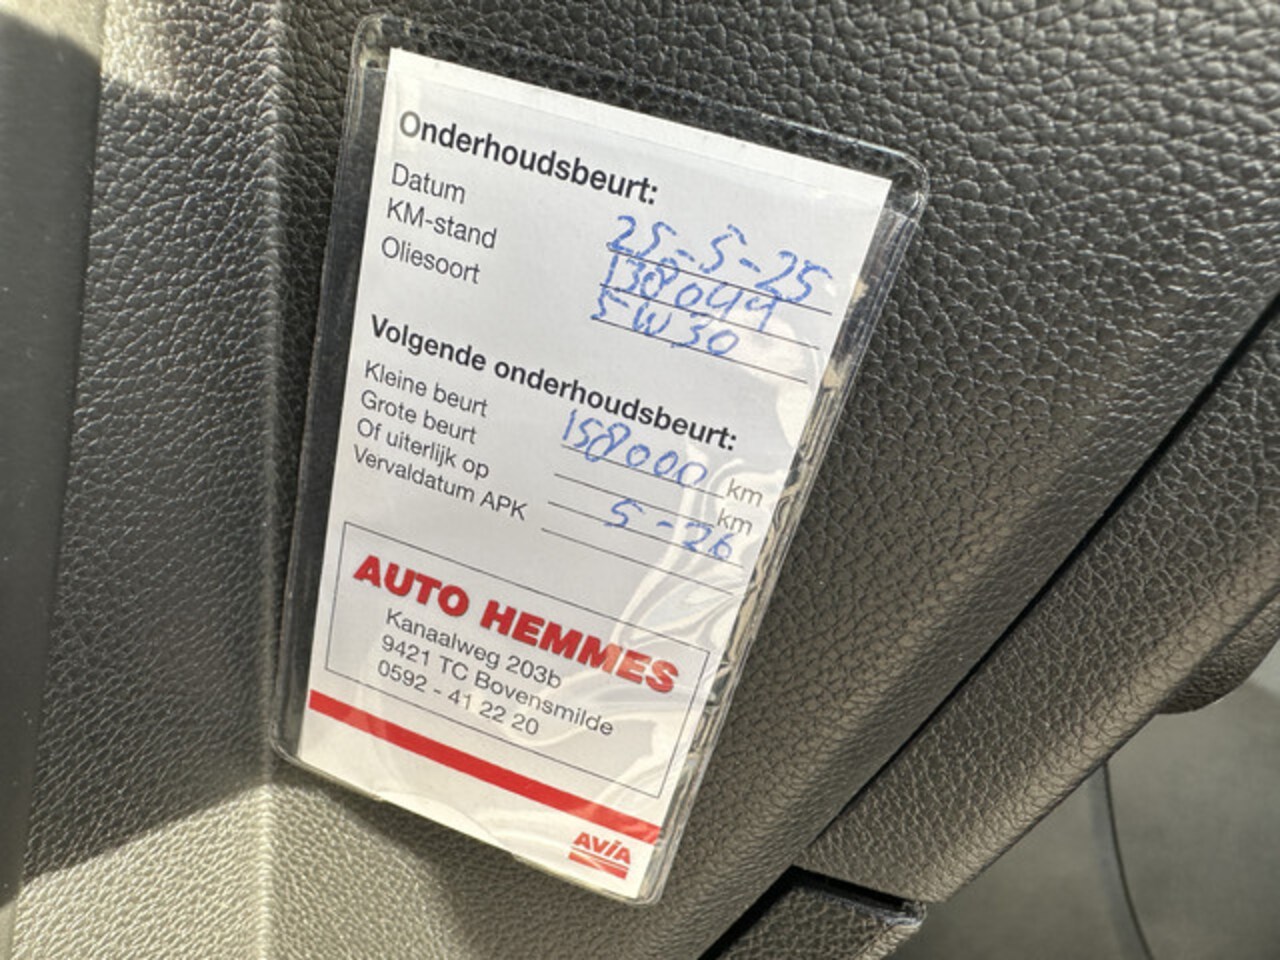 Onderhoudsbeurt:
Datum 25-5-25
KM-stand 138044
Oliesoort 5W30
Volgende onderhoudsbeurt:
Kleine beurt 158000 km
Grote beurt km
Of uiterlijk op 5-26
Vervaldatum APK
AUTO HEMMES
Kanaalweg 203b
9421 TC Bovensmilde
0592 - 41 22 20
AVIA